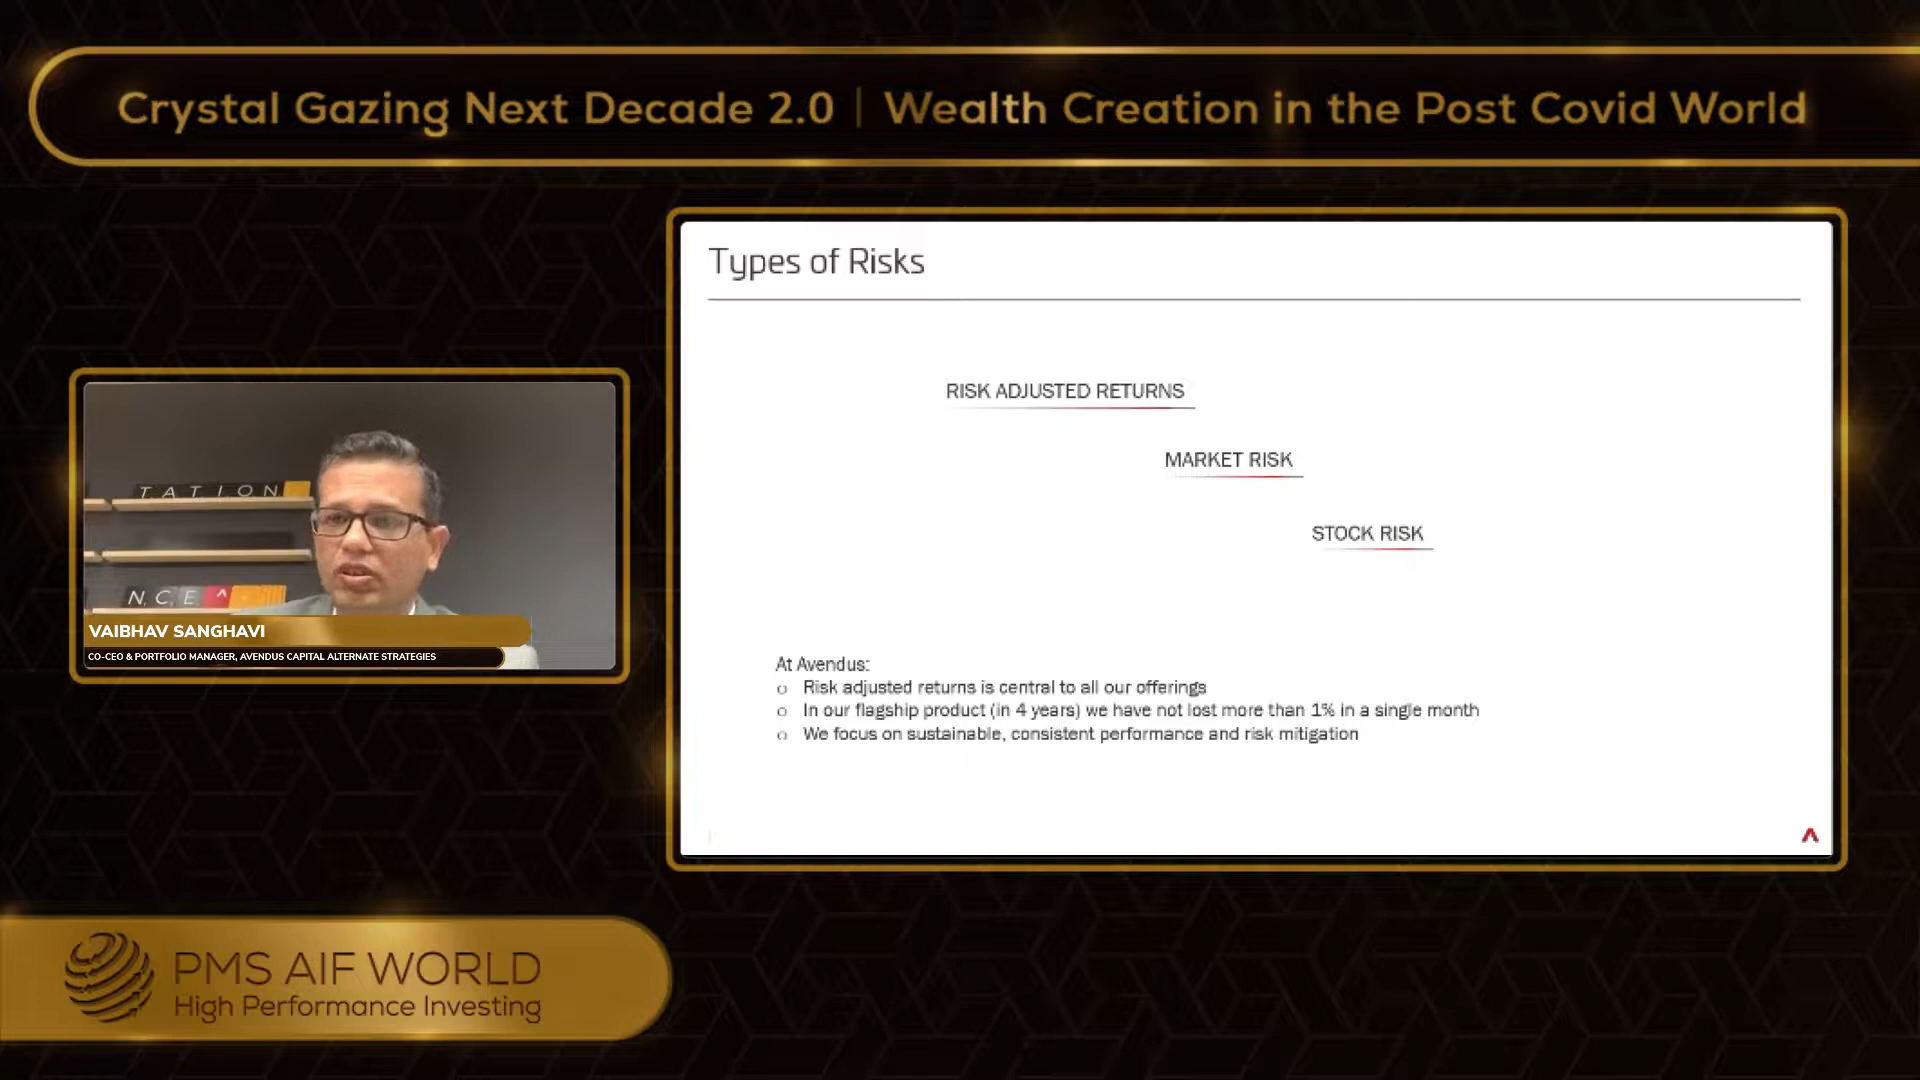 Crystal Gazing Next Decade 2.0 | Wealth Creation in the Post Covid World
Types of Risks
RISK ADJUSTED RETURNS
MARKET RISK
STOCK RISK
At Avendus:
o Risk adjusted returns is central to all our offerings
o In our flagship product (in 4 years) we have not lost more than 1% in a single month
o We focus on sustainable, consistent performance and risk mitigation
TATION
N, C, E
VAIBHAV SANGHAVI
CO-CEO & PORTFOLIO MANAGER, AVENDUS CAPITAL ALTERNATE STRATEGIES
PMS AIF WORLD
High Performance Investing